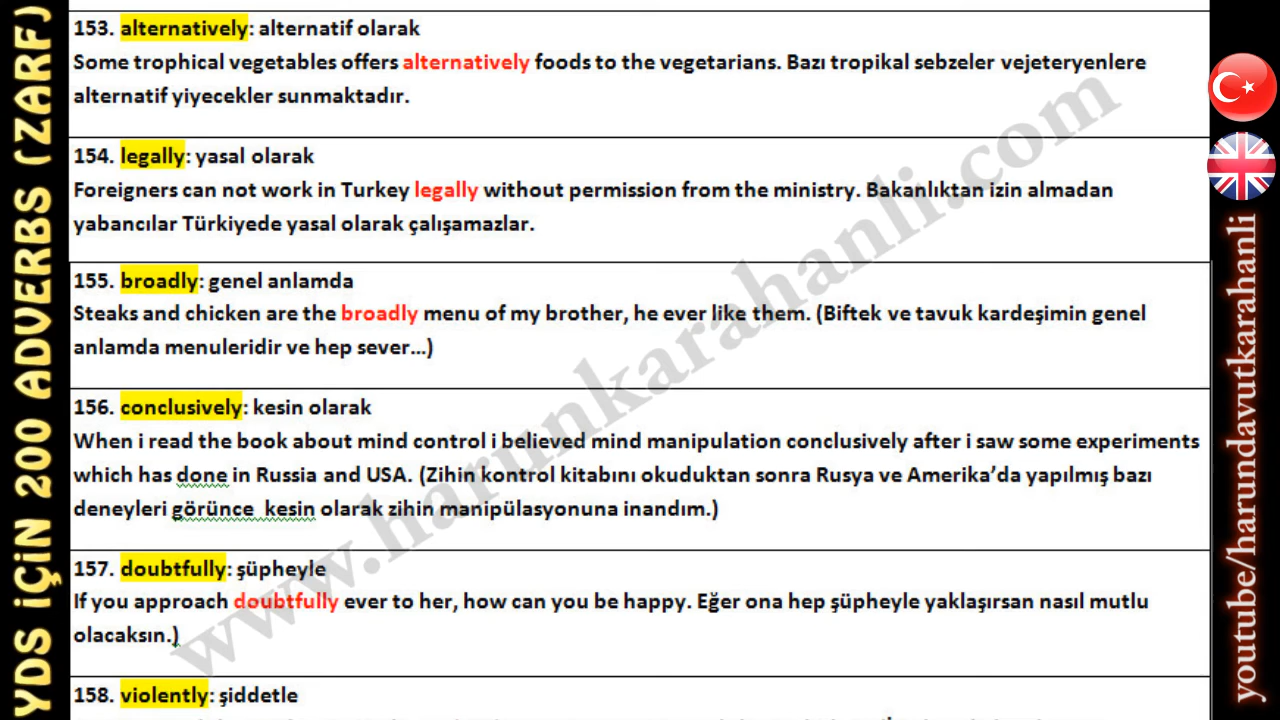 YDS İÇİN 200 ADVERBS (ZARF)
153. alternatively: alternatif olarak
Some trophical vegetables offers alternatively foods to the vegetarians. Bazı tropikal sebzeler vejeteryenlere
alternatif yiyecekler sunmaktadır.
154. legally: yasal olarak
Foreigners can not work in Turkey legally without permission from the ministry. Bakanlıktan izin almadan
yabancılar Türkiyede yasal olarak çalışamazlar.
155. broadly: genel anlamda
Steaks and chicken are the broadly menu of my brother, he ever like them. (Biftek ve tavuk kardeşimin genel
anlamda menuleridir ve hep sever...)
156. conclusively: kesin olarak
When i read the book about mind control i believed mind manipulation conclusively after i saw some experiments
which has done in Russia and USA. (Zihin kontrol kitabını okuduktan sonra Rusya ve Amerika’da yapılmış bazı
deneyleri görünce kesin olarak zihin manipülasyonuna inandım.)
157. doubtfully: şüpheyle
If you approach doubtfully ever to her, how can you be happy. Eğer ona hep şüpheyle yaklaşırsan nasıl mutlu
olacaksın.)
158. violently: şiddetle
www.harunkarahanli.com
youtube/harundavutkarahanli